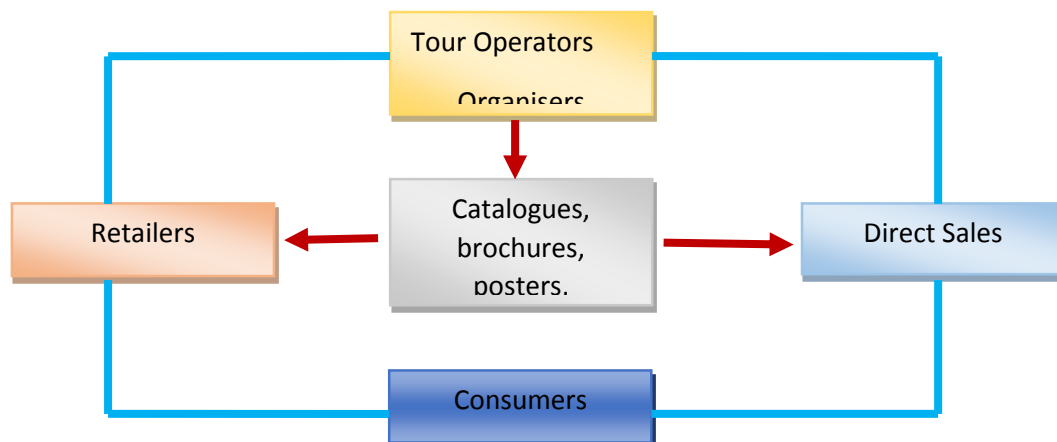 Tour Operators
Organisers
Retailers
Catalogues,
brochures,
posters,
Direct Sales
Consumers